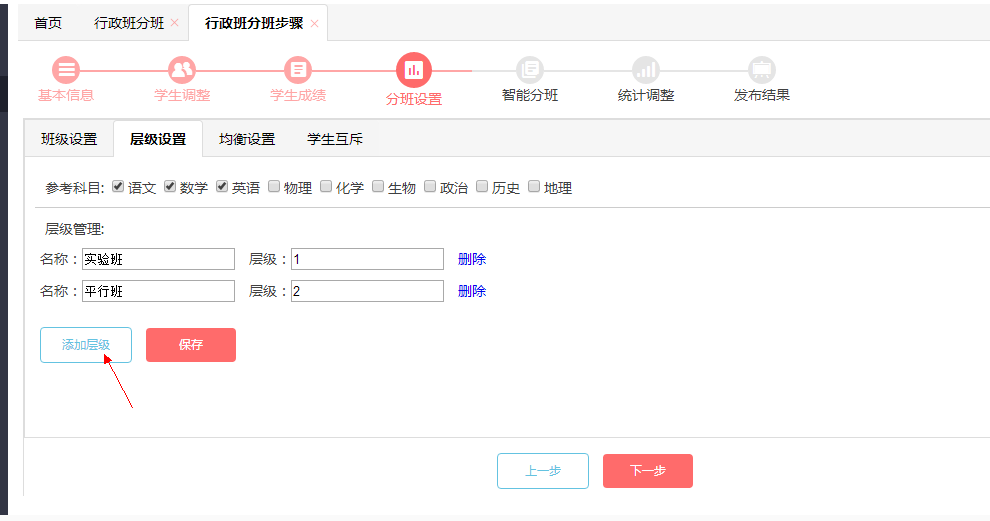 首页 行政班分班 × 行政班分班步骤 ×
基本信息 学生调整 学生成绩 分班设置 智能分班 统计调整 发布结果
班级设置 层级设置 均衡设置 学生互斥
参考科目: 语文 数学 英语 物理 化学 生物 政治 历史 地理
层级管理:
名称：实验班 层级：1 删除
名称：平行班 层级：2 删除
添加层级 保存
上一步 下一步